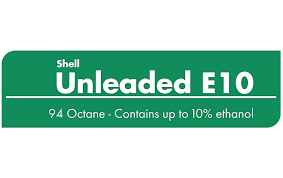 Shell
Unleaded E10
94 Octane - Contains up to 10% ethanol